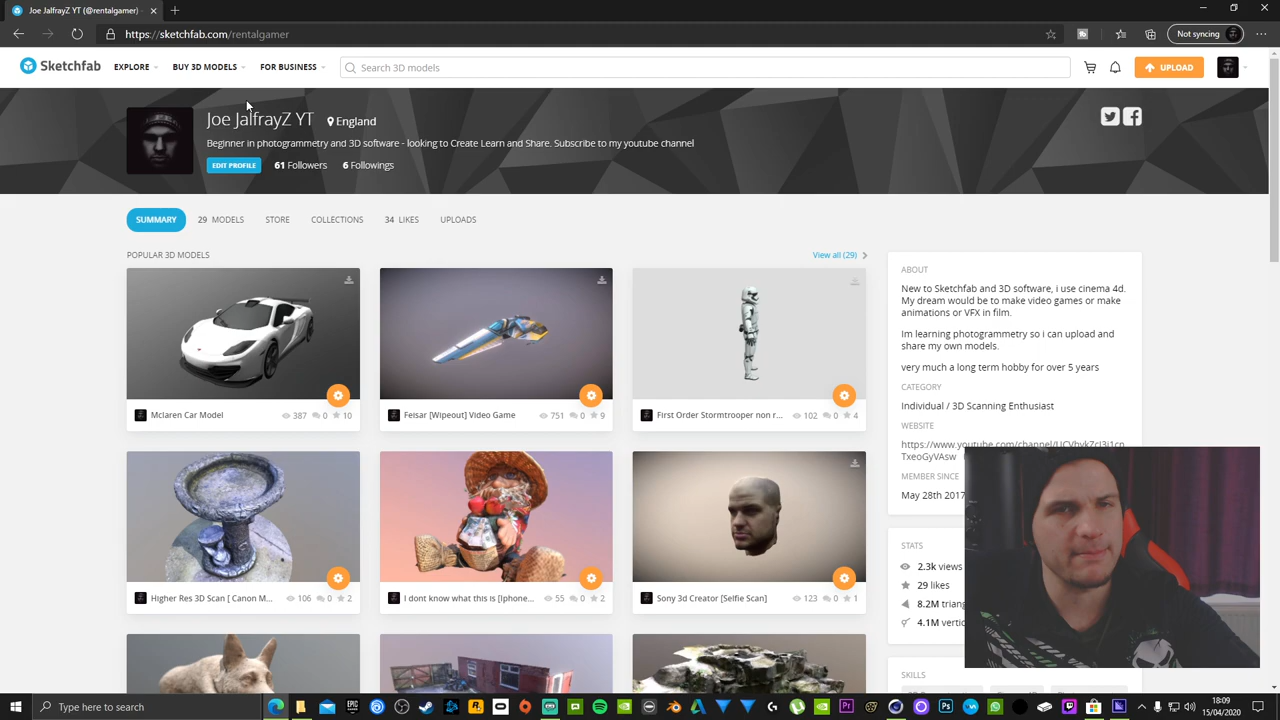 Joe JalfrayZ YT (@rentalgamer) -
https://sketchfab.com/rentalgamer
Not syncing
Sketchfab
EXPLORE
BUY 3D MODELS
FOR BUSINESS
Search 3D models
UPLOAD
Joe JalfrayZ YT
England
Beginner in photogrammetry and 3D software - looking to Create Learn and Share. Subscribe to my youtube channel
EDIT PROFILE
61 Followers
6 Followings
SUMMARY
29 MODELS
STORE
COLLECTIONS
34 LIKES
UPLOADS
POPULAR 3D MODELS
View all (29)
Mclaren Car Model
387 0 10
Feisar [Wipeout] Video Game
751 0 9
First Order Stormtrooper non r...
102 0 4
Higher Res 3D Scan [ Canon M...
106 0 2
I dont know what this is [Iphone...
55 0 2
Sony 3d Creator [Selfie Scan]
123 0 1
ABOUT
New to Sketchfab and 3D software, i use cinema 4d.
My dream would be to make video games or make
animations or VFX in film.
Im learning photogrammetry so i can upload and
share my own models.
very much a long term hobby for over 5 years
CATEGORY
Individual / 3D Scanning Enthusiast
WEBSITE
TxeoGyVAsw
MEMBER SINCE
May 28th 2017
STATS
2.3k views
29 likes
8.2M triang
4.1M vertic
SKILLS
Type here to search
18:09
15/04/2020